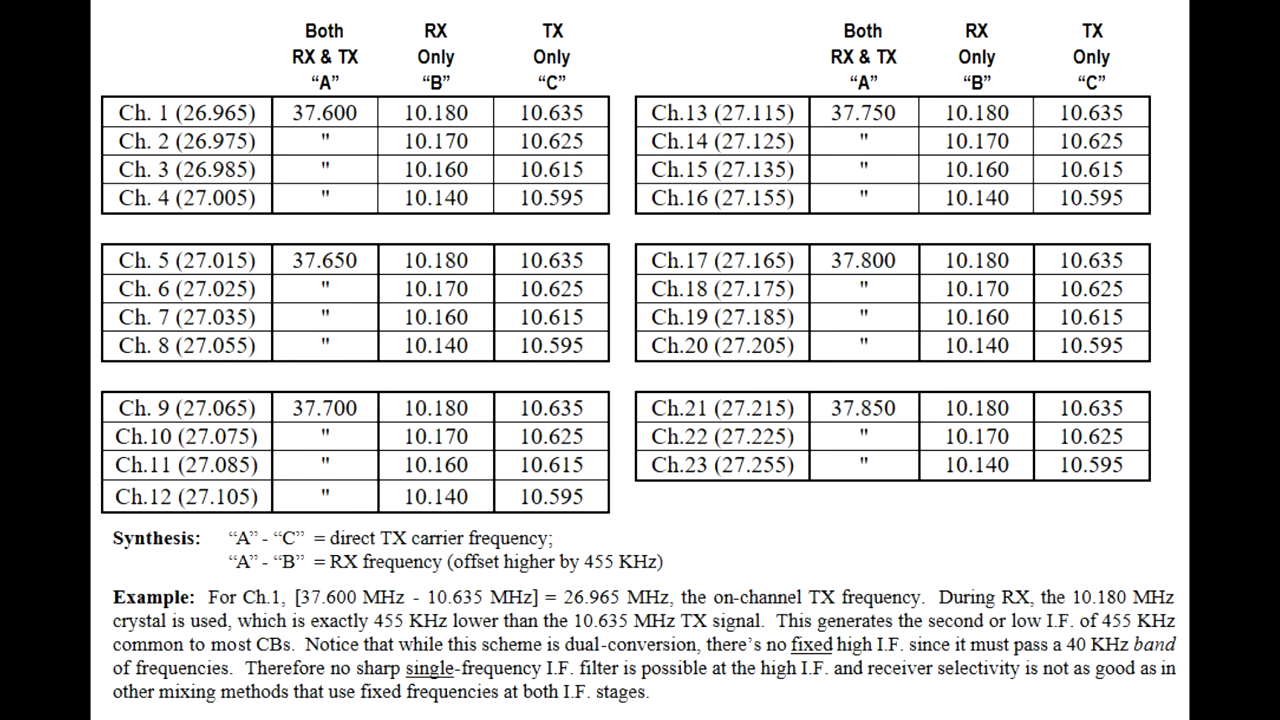 Both RX Only TX Only Both RX Only TX Only
RX & TX “A” “B” “C” RX & TX “A” “B” “C”
Ch. 1 (26.965) 37.600 10.180 10.635 Ch.13 (27.115) 37.750 10.180 10.635
Ch. 2 (26.975) " 10.170 10.625 Ch.14 (27.125) " 10.170 10.625
Ch. 3 (26.985) " 10.160 10.615 Ch.15 (27.135) " 10.160 10.615
Ch. 4 (27.005) " 10.140 10.595 Ch.16 (27.155) " 10.140 10.595
Ch. 5 (27.015) 37.650 10.180 10.635 Ch.17 (27.165) 37.800 10.180 10.635
Ch. 6 (27.025) " 10.170 10.625 Ch.18 (27.175) " 10.170 10.625
Ch. 7 (27.035) " 10.160 10.615 Ch.19 (27.185) " 10.160 10.615
Ch. 8 (27.055) " 10.140 10.595 Ch.20 (27.205) " 10.140 10.595
Ch. 9 (27.065) 37.700 10.180 10.635 Ch.21 (27.215) 37.850 10.180 10.635
Ch.10 (27.075) " 10.170 10.625 Ch.22 (27.225) " 10.170 10.625
Ch.11 (27.085) " 10.160 10.615 Ch.23 (27.255) " 10.140 10.595
Ch.12 (27.105) " 10.140 10.595
Synthesis: “A” - “C” = direct TX carrier frequency;
“A” - “B” = RX frequency (offset higher by 455 KHz)
Example: For Ch.1, [37.600 MHz - 10.635 MHz] = 26.965 MHz, the on-channel TX frequency. During RX, the 10.180 MHz
crystal is used, which is exactly 455 KHz lower than the 10.635 MHz TX signal. This generates the second or low I.F. of 455 KHz
common to most CBs. Notice that while this scheme is dual-conversion, there’s no fixed high I.F. since it must pass a 40 KHz band
of frequencies. Therefore no sharp single-frequency I.F. filter is possible at the high I.F. and receiver selectivity is not as good as in
other mixing methods that use fixed frequencies at both I.F. stages.